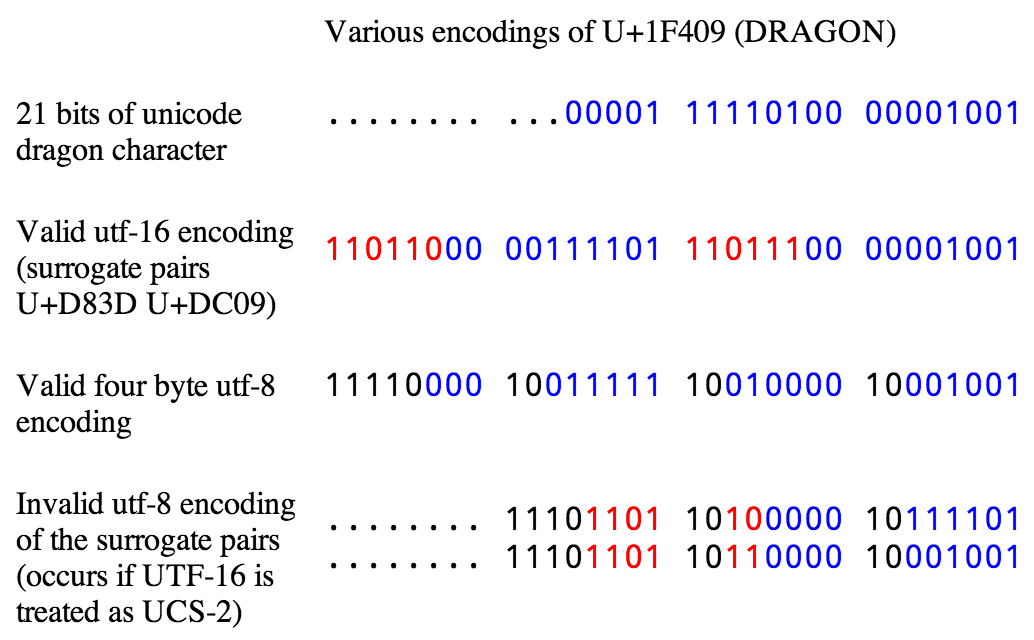 Various encodings of U+1F409 (DRAGON)
21 bits of unicode
dragon character
........ ...00001 11110100 00001001
Valid utf-16 encoding
(surrogate pairs
U+D83D U+DC09)
11011000 00111101 11011100 00001001
Valid four byte utf-8
encoding
11110000 10011111 10010000 10001001
Invalid utf-8 encoding
of the surrogate pairs
(occurs if UTF-16 is
treated as UCS-2)
........ 11101101 10100000 10111101
........ 11101101 10110000 10001001